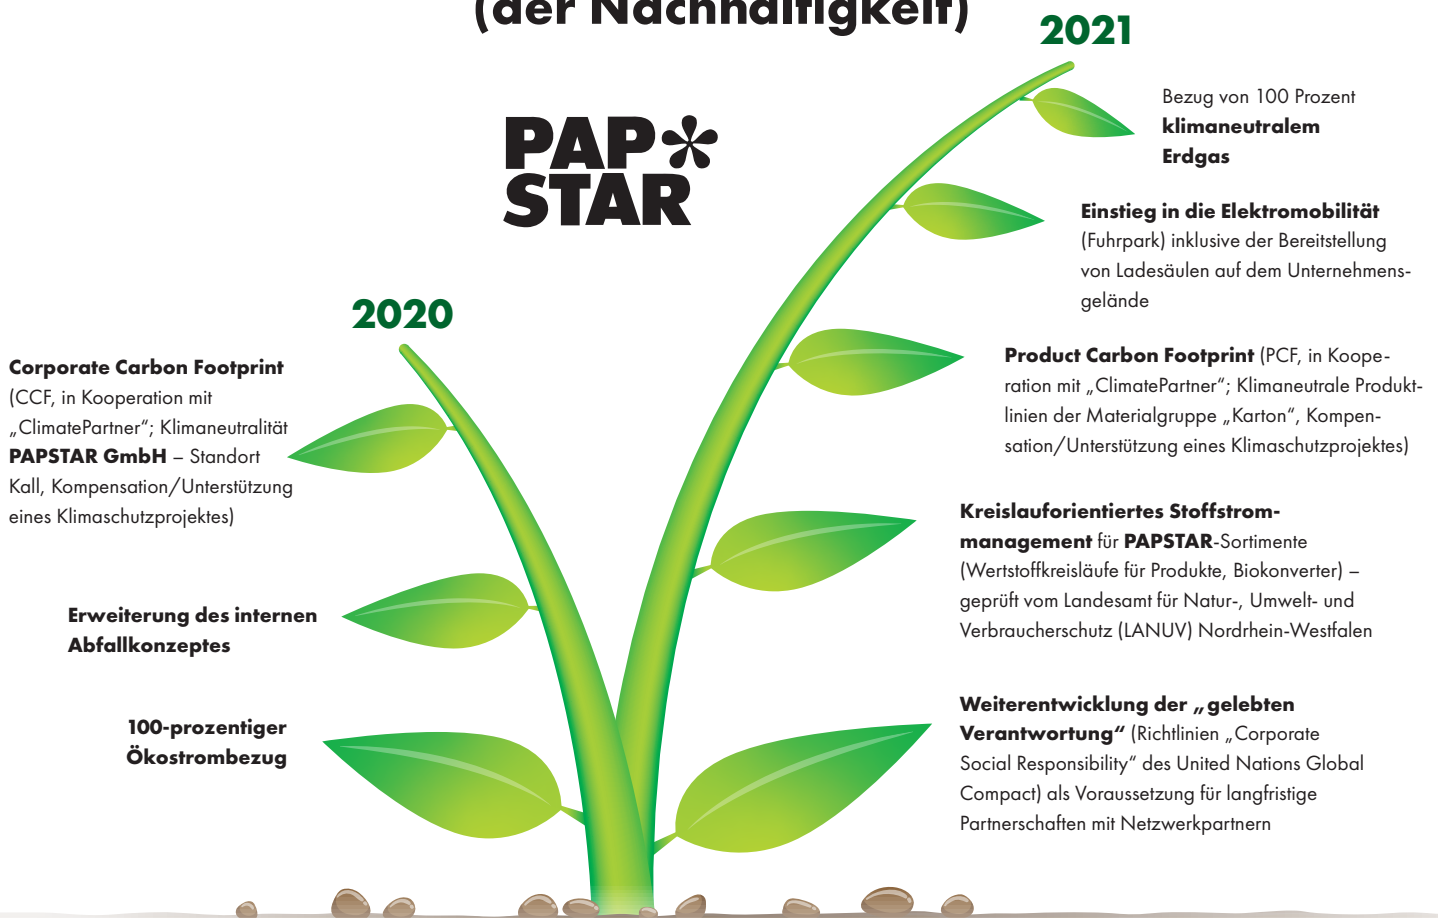 (der Nachhaltigkeit)
PAP
STAR
2020
Corporate Carbon Footprint
(CCF, in Kooperation mit
„ClimatePartner“; Klimaneutralität
PAPSTAR GmbH – Standort
Kall, Kompensation/Unterstützung
eines Klimaschutzprojektes)
Erweiterung des internen
Abfallkonzeptes
100-prozentiger
Ökostrombezug
2021
Bezug von 100 Prozent
klimaneutralem
Erdgas
Einstieg in die Elektromobilität
(Fuhrpark) inklusive der Bereitstellung
von Ladesäulen auf dem Unternehmens-
gelände
Product Carbon Footprint (PCF, in Koope-
ration mit „ClimatePartner“; Klimaneutrale Produkt-
linien der Materialgruppe „Karton“, Kompen-
sation/Unterstützung eines Klimaschutzprojektes)
Kreislauforientiertes Stoffstrom-
management für PAPSTAR-Sortimente
(Wertstoffkreisläufe für Produkte, Biokonverter) –
geprüft vom Landesamt für Natur-, Umwelt- und
Verbraucherschutz (LANUV) Nordrhein-Westfalen
Weiterentwicklung der „gelebten
Verantwortung“ (Richtlinien „Corporate
Social Responsibility“ des United Nations Global
Compact) als Voraussetzung für langfristige
Partnerschaften mit Netzwerkpartnern